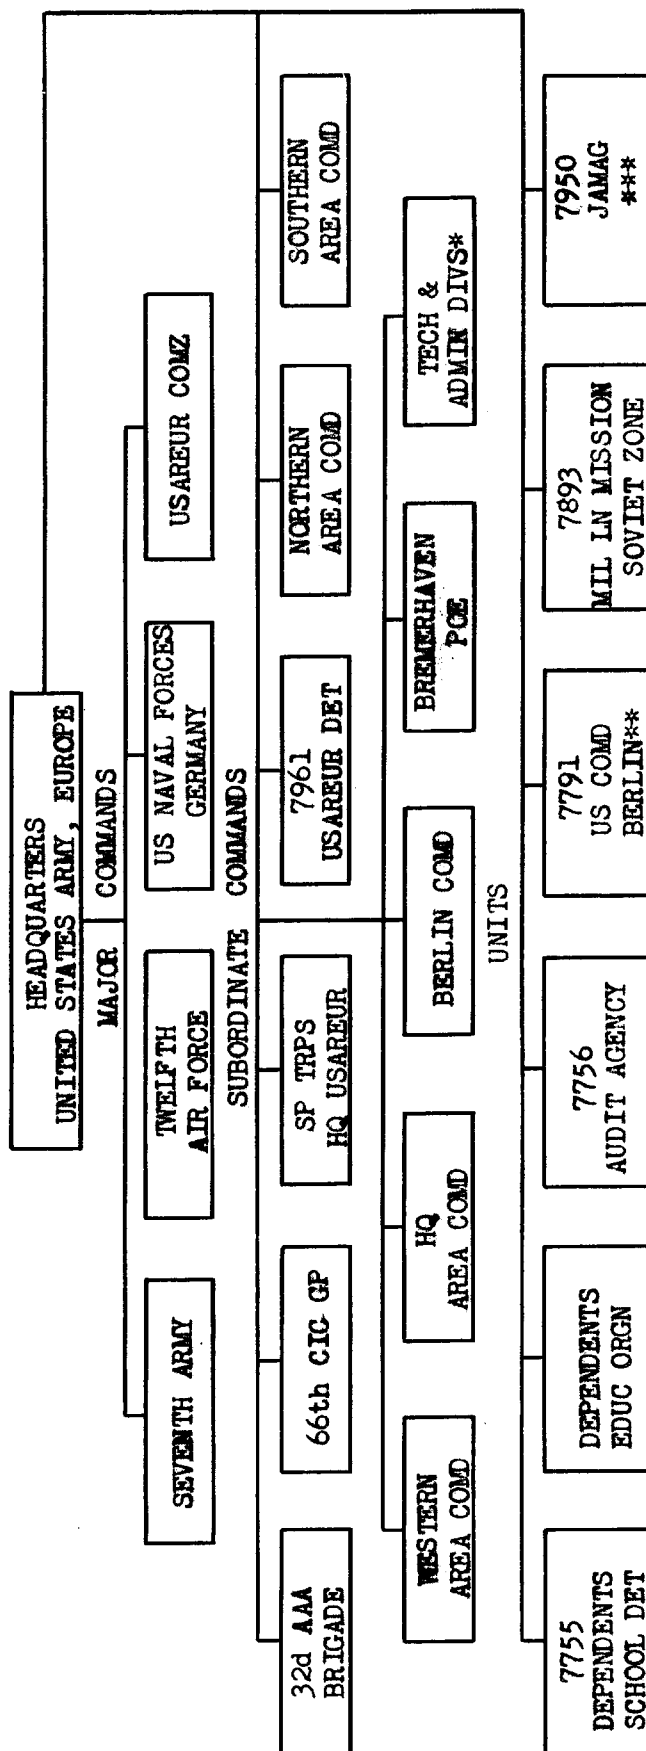 HEADQUARTERS
UNITED STATES ARMY, EUROPE
MAJOR COMMANDS
SEVENTH ARMY
TWELFTH
AIR FORCE
US NAVAL FORCES
GERMANY
USAREUR COMZ
SUBORDINATE COMMANDS
32d AAA
BRIGADE
66th CIC GP
SP TRPS
HQ USAREUR
7961
USAREUR DET
NORTHERN
AREA COMD
SOUTHERN
AREA COMD
WESTERN
AREA COMD
HQ
AREA COMD
BERLIN COMD
BREMERHAVEN
POE
TECH &
ADMIN DIVS*
UNITS
7755
DEPENDENTS
SCHOOL DET
DEPENDENTS
EDUC ORGN
7756
AUDIT AGENCY
7791
US COMD
BERLIN**
7893
MIL LN MISSION
SOVIET ZONE
7950
JAMAG
***